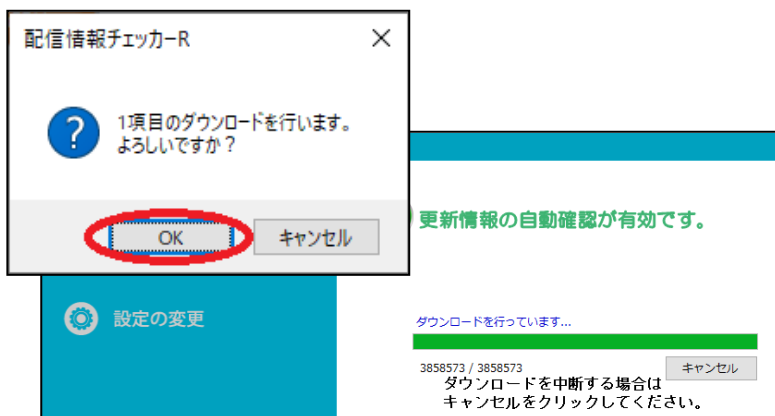 配信情報チェッカーR
1項目のダウンロードを行います。
よろしいですか？
OK
キャンセル
更新情報の自動確認が有効です。
設定の変更
ダウンロードを行っています...
3858573 / 3858573
キャンセル
ダウンロードを中断する場合は
キャンセルをクリックしてください。